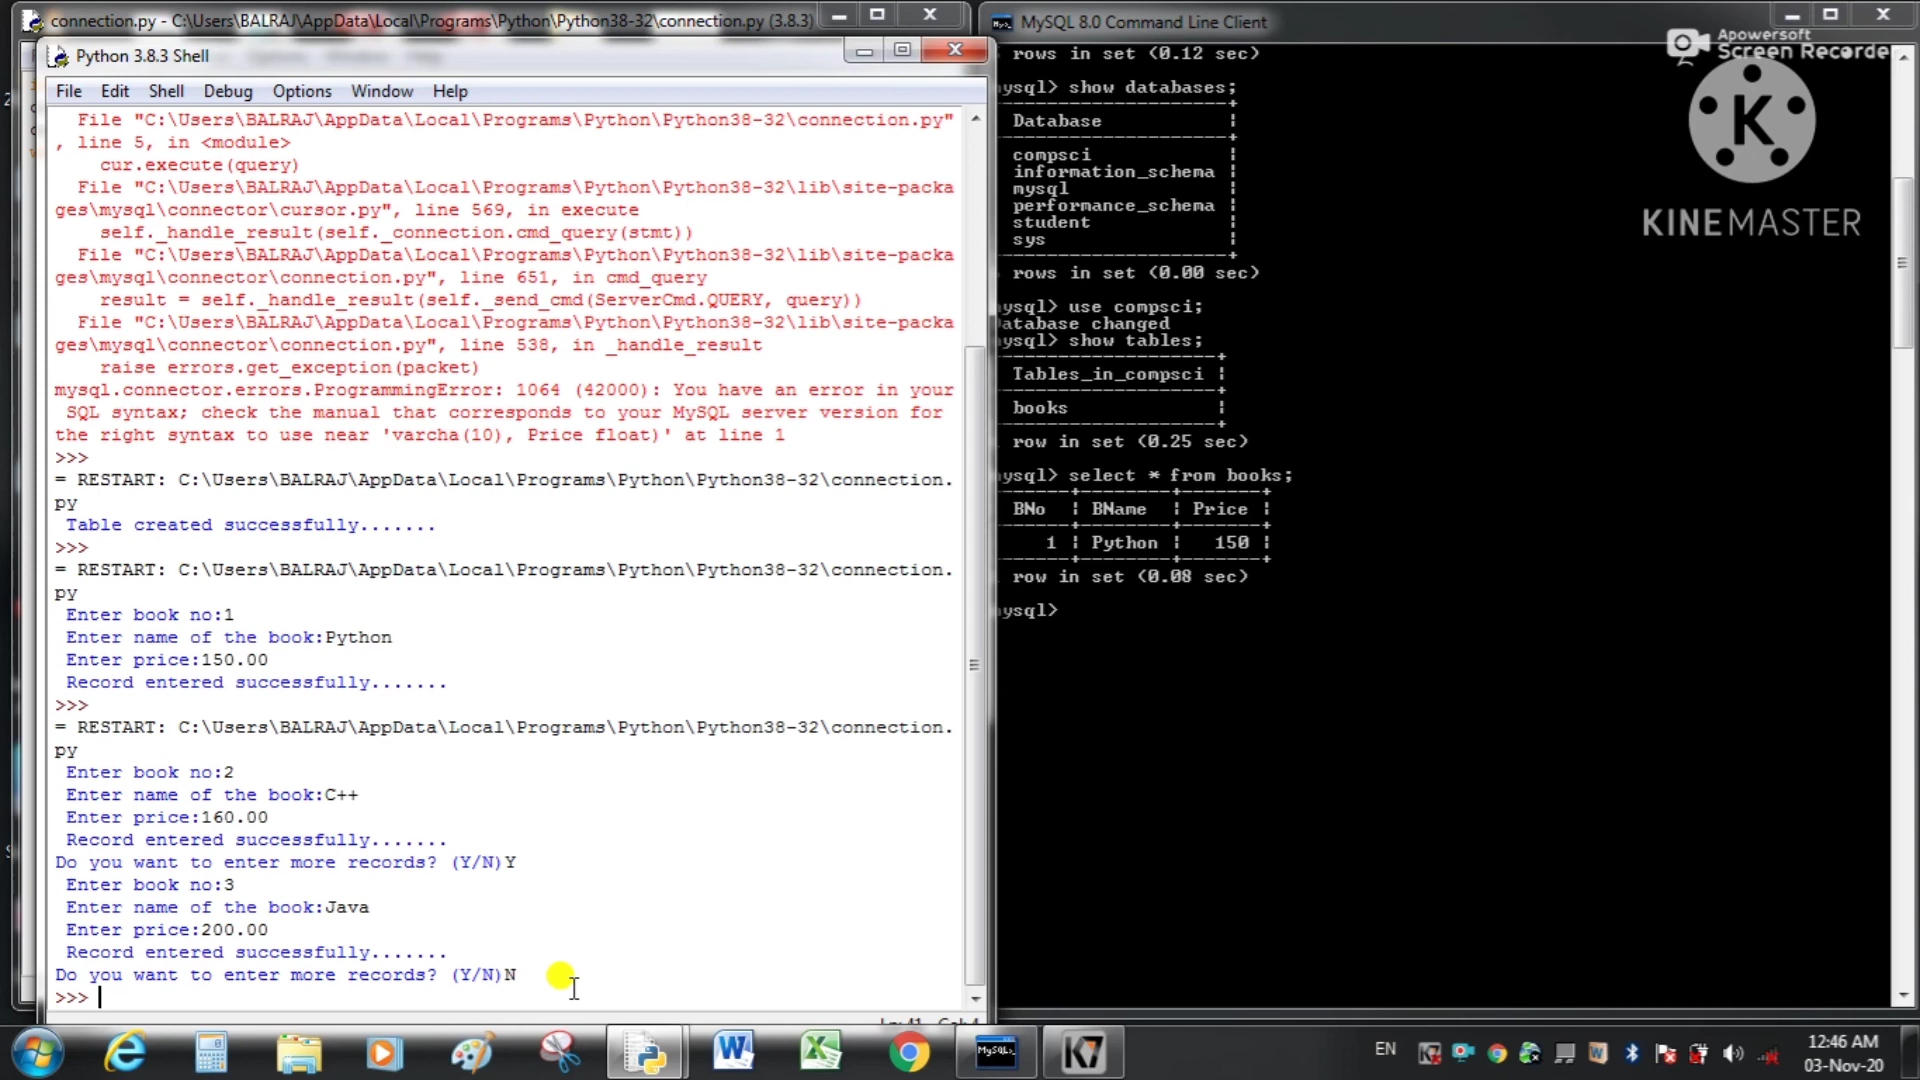 connection.py - C:\Users\BALRAJ\AppData\Local\Programs\Python\Python38-32\connection.py (3.8.3)
Python 3.8.3 Shell
File Edit Shell Debug Options Window Help
File "C:\Users\BALRAJ\AppData\Local\Programs\Python\Python38-32\connection.py"
, line 5, in <module>
cur.execute(query)
File "C:\Users\BALRAJ\AppData\Local\Programs\Python\Python38-32\lib\site-packa
ges\mysql\connector\cursor.py", line 569, in execute
self._handle_result(self._connection.cmd_query(stmt))
File "C:\Users\BALRAJ\AppData\Local\Programs\Python\Python38-32\lib\site-packa
ges\mysql\connector\connection.py", line 651, in cmd_query
result = self._handle_result(self._send_cmd(ServerCmd.QUERY, query))
File "C:\Users\BALRAJ\AppData\Local\Programs\Python\Python38-32\lib\site-packa
ges\mysql\connector\connection.py", line 538, in _handle_result
raise errors.get_exception(packet)
mysql.connector.errors.ProgrammingError: 1064 (42000): You have an error in your
SQL syntax; check the manual that corresponds to your MySQL server version for
the right syntax to use near 'varcha(10), Price float)' at line 1
>>>
= RESTART: C:\Users\BALRAJ\AppData\Local\Programs\Python\Python38-32\connection.
py
Table created successfully.......
>>>
= RESTART: C:\Users\BALRAJ\AppData\Local\Programs\Python\Python38-32\connection.
py
Enter book no:1
Enter name of the book:Python
Enter price:150.00
Record entered successfully.......
>>>
= RESTART: C:\Users\BALRAJ\AppData\Local\Programs\Python\Python38-32\connection.
py
Enter book no:2
Enter name of the book:C++
Enter price:160.00
Record entered successfully.......
Do you want to enter more records? (Y/N)Y
Enter book no:3
Enter name of the book:Java
Enter price:200.00
Record entered successfully.......
Do you want to enter more records? (Y/N)N
>>>
MySQL 8.0 Command Line Client
rows in set (0.12 sec)
ysql> show databases;
Database
compsci
information_schema
mysql
performance_schema
student
sys
rows in set (0.00 sec)
ysql> use compsci;
atabase changed
ysql> show tables;
Tables_in_compsci
books
row in set (0.25 sec)
ysql> select * from books;
BNo | BName | Price |
1 | Python | 150 |
row in set (0.08 sec)
ysql>
Apowersoft
Screen Recorder
K
KINEMASTER
MySQL
K7
EN
12:46 AM
03-Nov-20